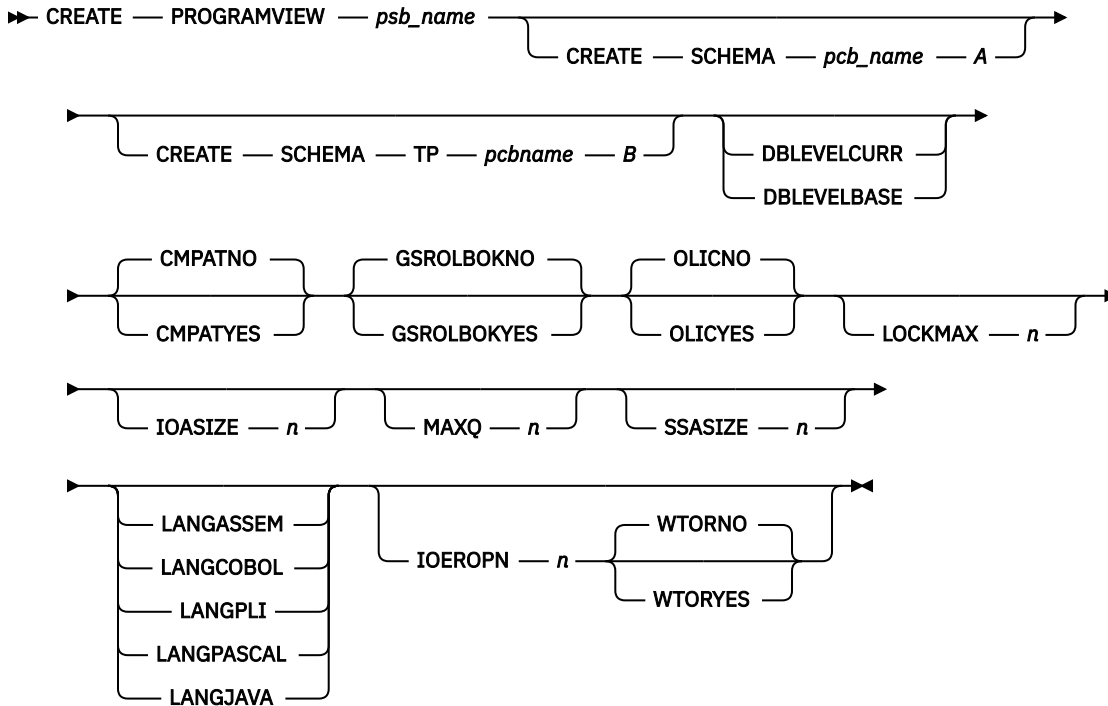 CREATE PROGRAMVIEW psb_name
CREATE SCHEMA pcb_name A
CREATE SCHEMA TP pcbname B
DBLEVELCURR
DBLEVELBASE
CMPATNO GSROLBOKNO OLICNO
CMPATYES GSROLBOKYES OLICYES LOCKMAX n
IOASIZE n MAXQ n SSASIZE n
LANGASSEM
LANGCOBOL
LANGPLI
LANGPASCAL
LANGJAVA
IOEROPN n
WTORNO
WTORYES